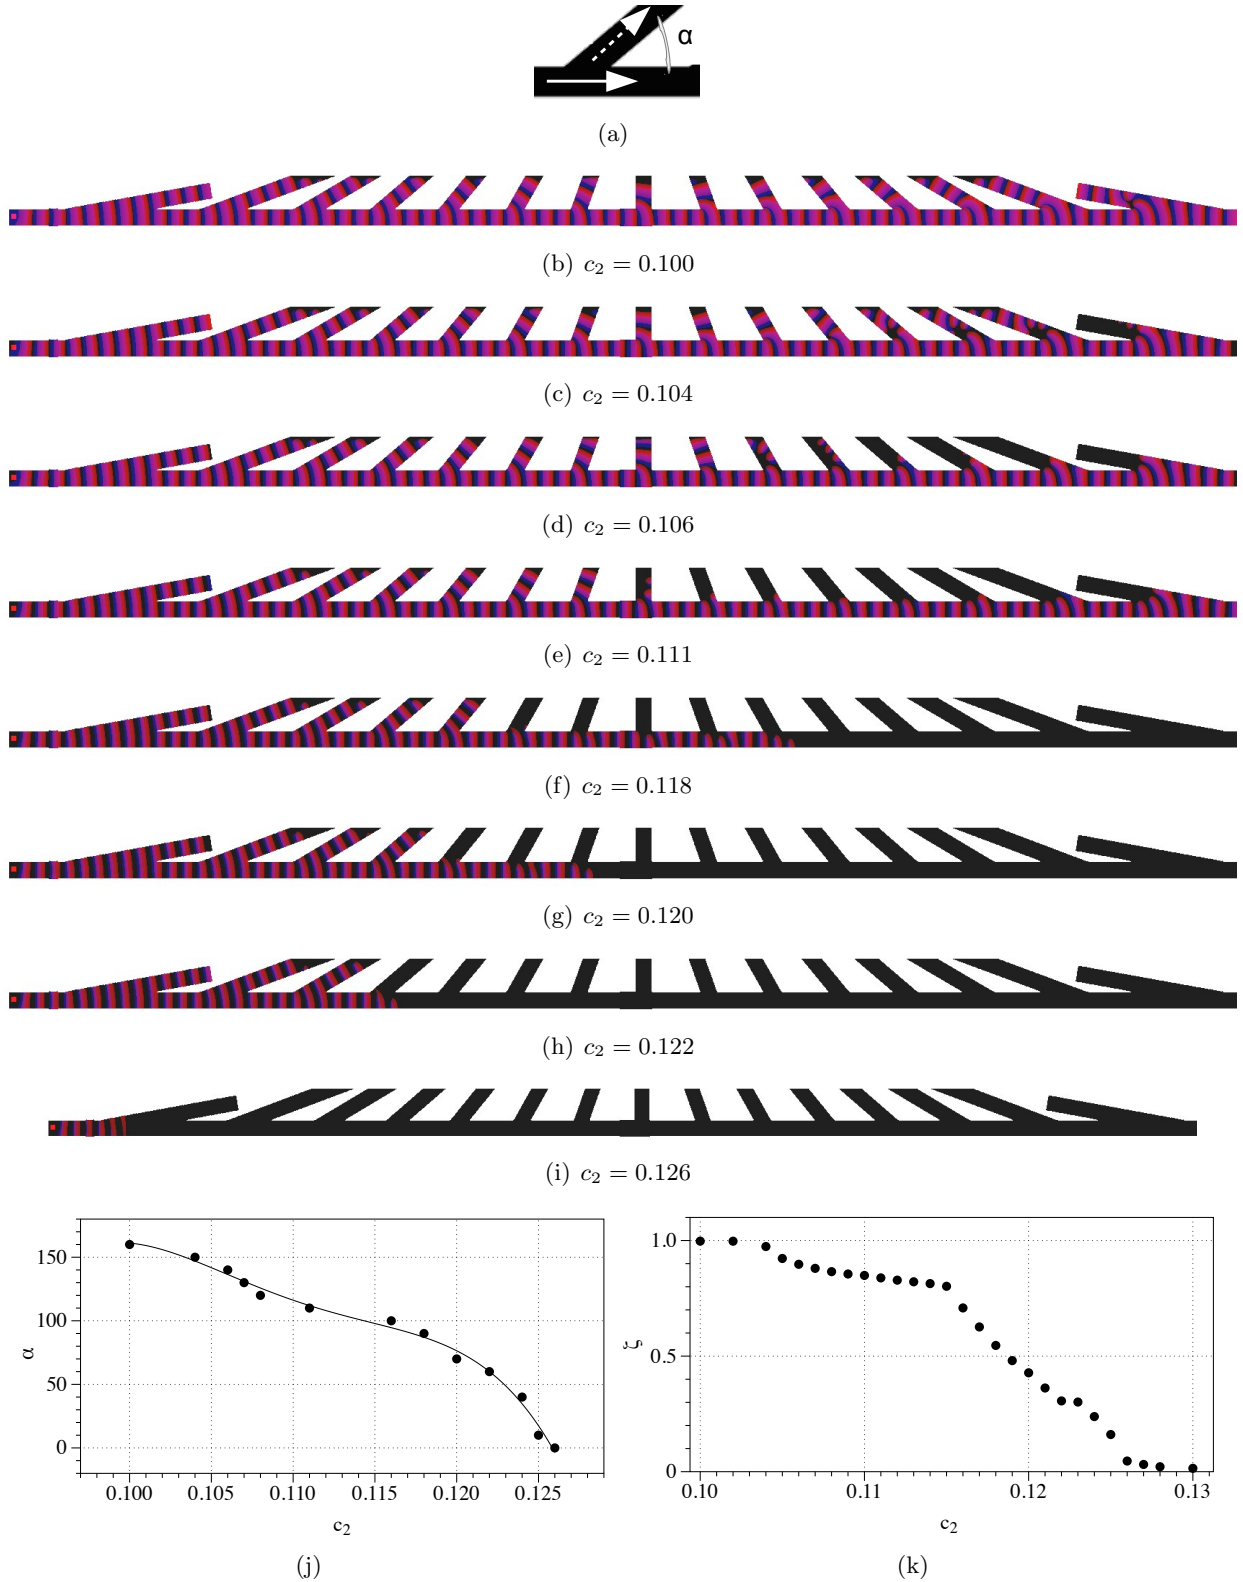 α
(a)
(b) c₂ = 0.100
(c) c₂ = 0.104
(d) c₂ = 0.106
(e) c₂ = 0.111
(f) c₂ = 0.118
(g) c₂ = 0.120
(h) c₂ = 0.122
(i) c₂ = 0.126
150
100
50
0
α
0.100 0.105 0.110 0.115 0.120 0.125
c₂
(j)
1.0
0.5
0
ζ
0.10 0.11 0.12 0.13
c₂
(k)